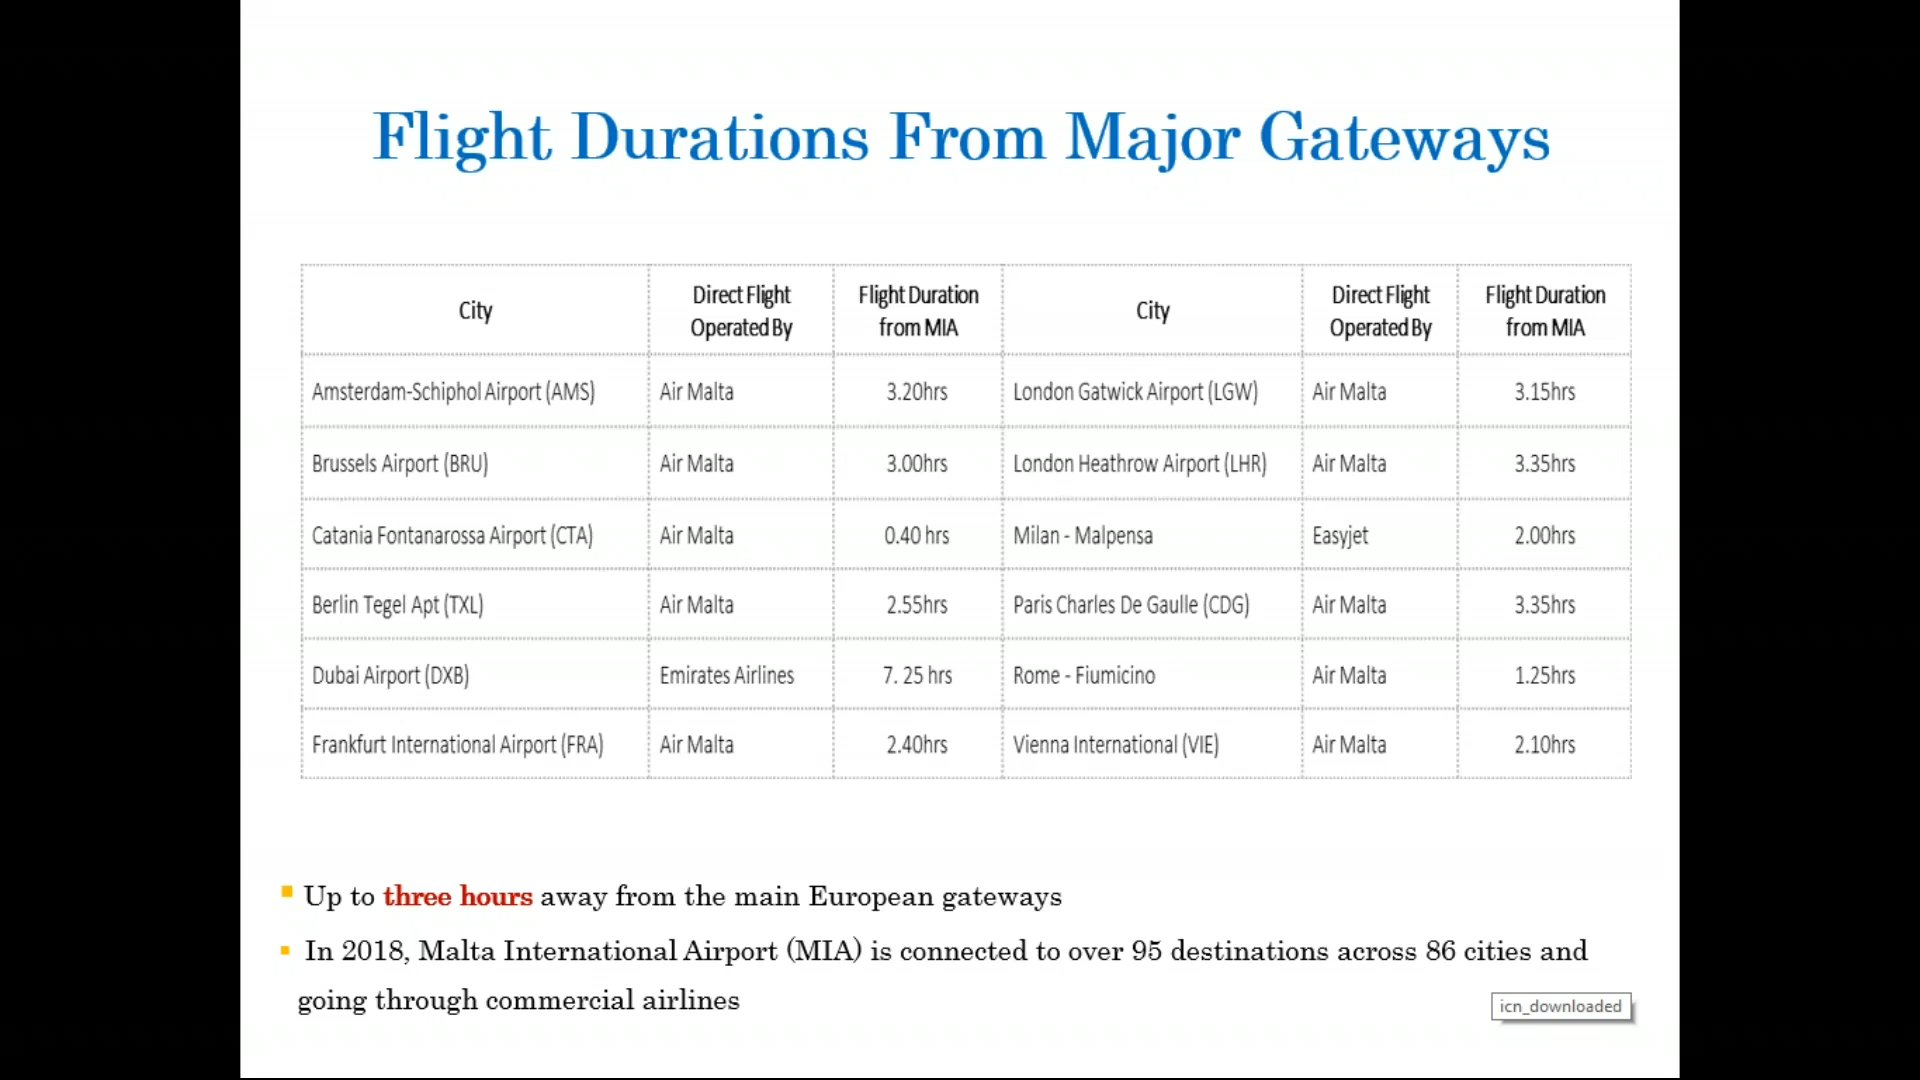 Flight Durations From Major Gateways
City
Direct Flight
Operated By
Flight Duration
from MIA
City
Direct Flight
Operated By
Flight Duration
from MIA
Amsterdam-Schiphol Airport (AMS) Air Malta 3.20hrs London Gatwick Airport (LGW) Air Malta 3.15hrs
Brussels Airport (BRU) Air Malta 3.00hrs London Heathrow Airport (LHR) Air Malta 3.35hrs
Catania Fontanarossa Airport (CTA) Air Malta 0.40 hrs Milan - Malpensa Easyjet 2.00hrs
Berlin Tegel Apt (TXL) Air Malta 2.55hrs Paris Charles De Gaulle (CDG) Air Malta 3.35hrs
Dubai Airport (DXB) Emirates Airlines 7. 25 hrs Rome - Fiumicino Air Malta 1.25hrs
Frankfurt International Airport (FRA) Air Malta 2.40hrs Vienna International (VIE) Air Malta 2.10hrs
Up to three hours away from the main European gateways
In 2018, Malta International Airport (MIA) is connected to over 95 destinations across 86 cities and
going through commercial airlines
icn_downloaded